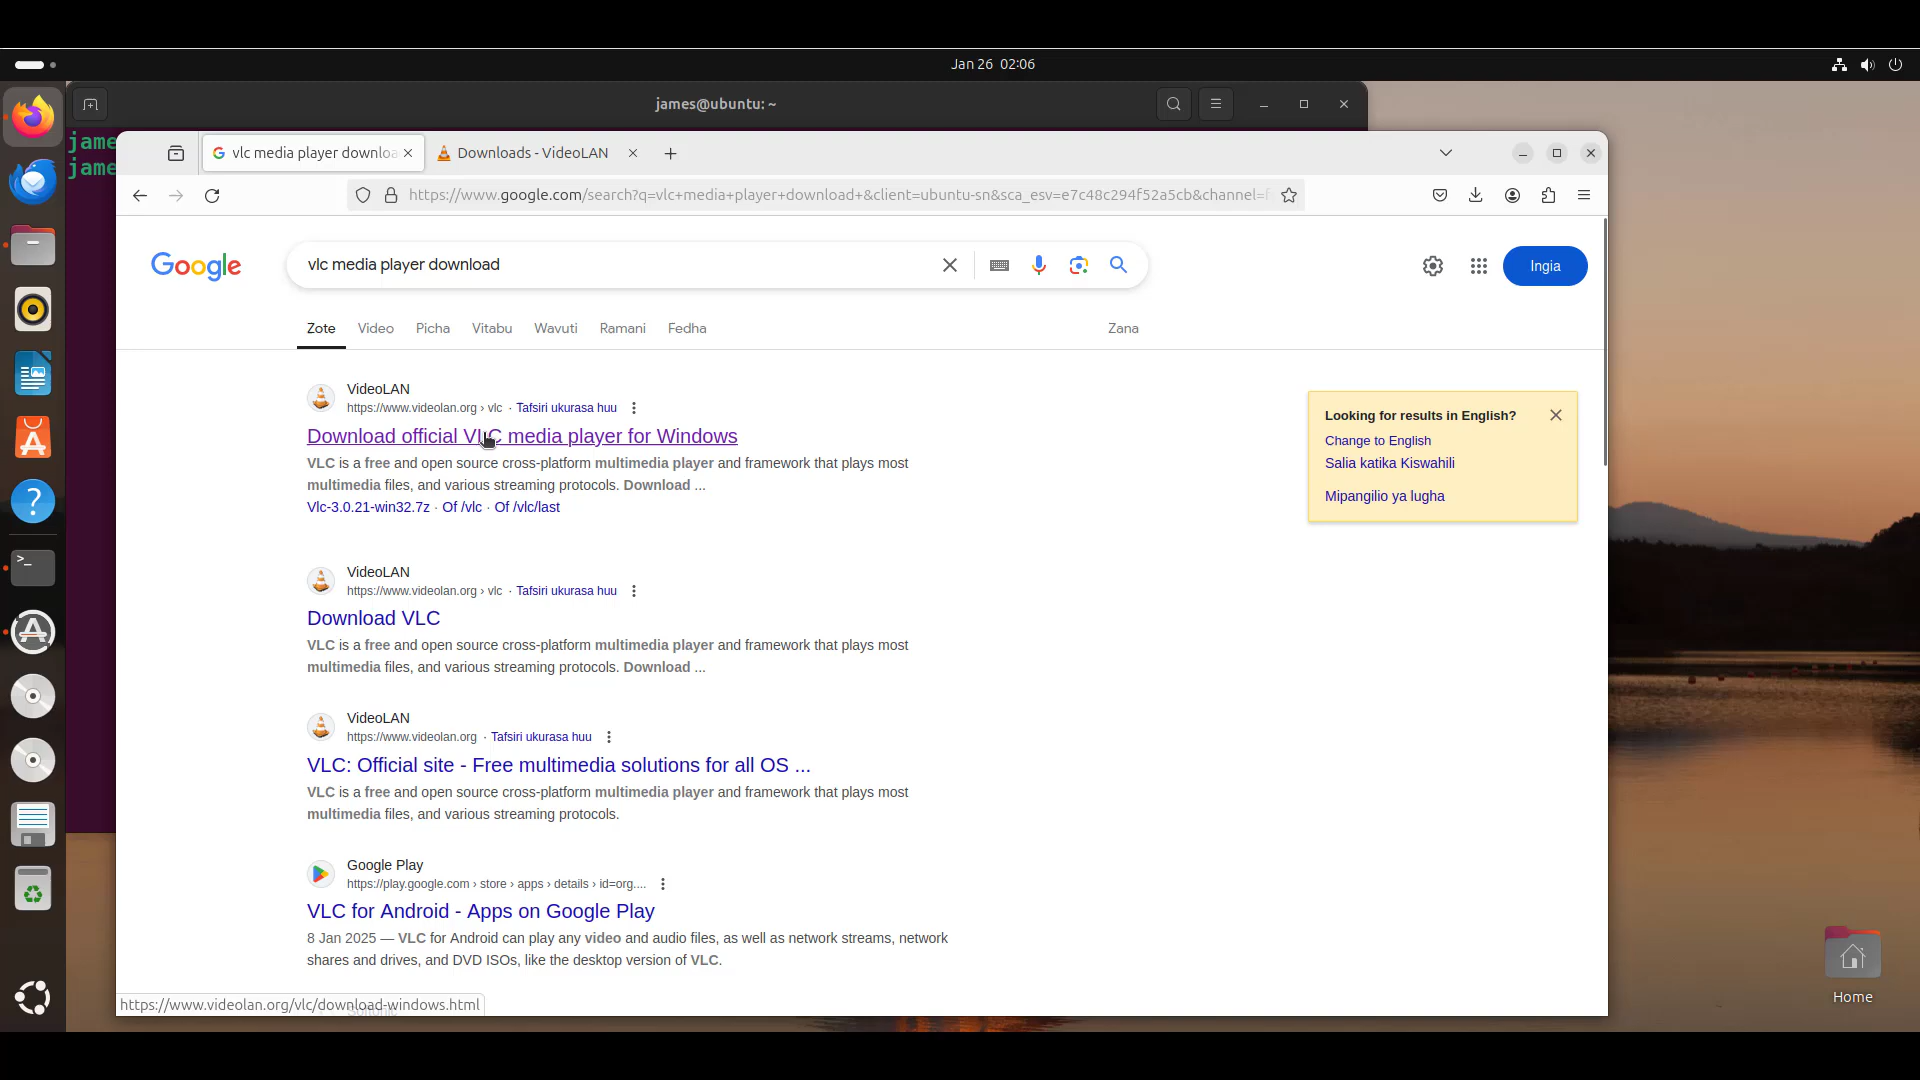 Jan 26 02:06
james@ubuntu: ~
jame
jame
vlc media player downloa
Downloads - VideoLAN
https://www.google.com/search?q=vlc+media+player+download+&client=ubuntu-sn&sca_esv=e7c48c294f52a5cb&channel=f
Google
vlc media player download
Ingia
Zote Video Picha Vitabu Wavuti Ramani Fedha Zana
VideoLAN
https://www.videolan.org › vlc · Tafsiri ukurasa huu
Download official VLC media player for Windows
VLC is a free and open source cross-platform multimedia player and framework that plays most
multimedia files, and various streaming protocols. Download ...
Vlc-3.0.21-win32.7z · Of /vlc · Of /vlc/last
Looking for results in English?
Change to English
Salia katika Kiswahili
Mipangilio ya lugha
VideoLAN
https://www.videolan.org › vlc · Tafsiri ukurasa huu
Download VLC
VLC is a free and open source cross-platform multimedia player and framework that plays most
multimedia files, and various streaming protocols. Download ...
VideoLAN
https://www.videolan.org · Tafsiri ukurasa huu
VLC: Official site - Free multimedia solutions for all OS ...
VLC is a free and open source cross-platform multimedia player and framework that plays most
multimedia files, and various streaming protocols.
Google Play
https://play.google.com › store › apps › details › id=org....
VLC for Android - Apps on Google Play
8 Jan 2025 — VLC for Android can play any video and audio files, as well as network streams, network
shares and drives, and DVD ISOs, like the desktop version of VLC.
https://www.videolan.org/vlc/download-windows.html
Home